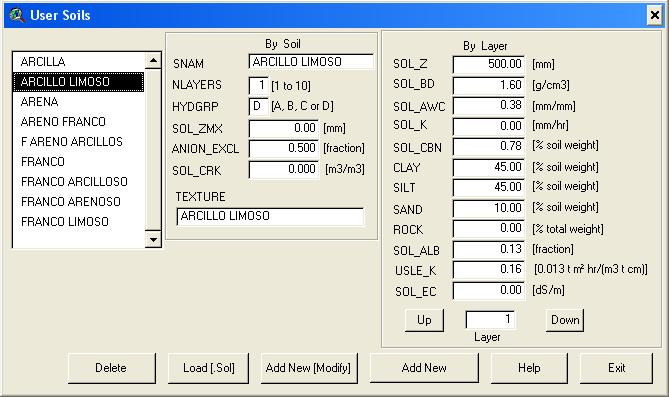 User Soils
ARCILLA
ARCILLO LIMOSO
ARENA
ARENO FRANCO
F ARENO ARCILLOS
FRANCO
FRANCO ARCILLOSO
FRANCO ARENOSO
FRANCO LIMOSO
By Soil
SNAM ARCILLO LIMOSO
NLAYERS 1 [1 to 10]
HYDGRP D [A, B, C or D]
SOL_ZMX 0.00 [mm]
ANION_EXCL 0.500 [fraction]
SOL_CRK 0.000 [m3/m3]
TEXTURE
ARCILLO LIMOSO
By Layer
SOL_Z 500.00 [mm]
SOL_BD 1.60 [g/cm3]
SOL_AWC 0.38 [mm/mm]
SOL_K 0.00 [mm/hr]
SOL_CBN 0.78 [% soil weight]
CLAY 45.00 [% soil weight]
SILT 45.00 [% soil weight]
SAND 10.00 [% soil weight]
ROCK 0.00 [% total weight]
SOL_ALB 0.13 [fraction]
USLE_K 0.16 [0.013 t m² hr/(m3 t cm)]
SOL_EC 0.00 [dS/m]
Up 1 Down
Layer
Delete Load [.Sol] Add New [Modify] Add New Help Exit